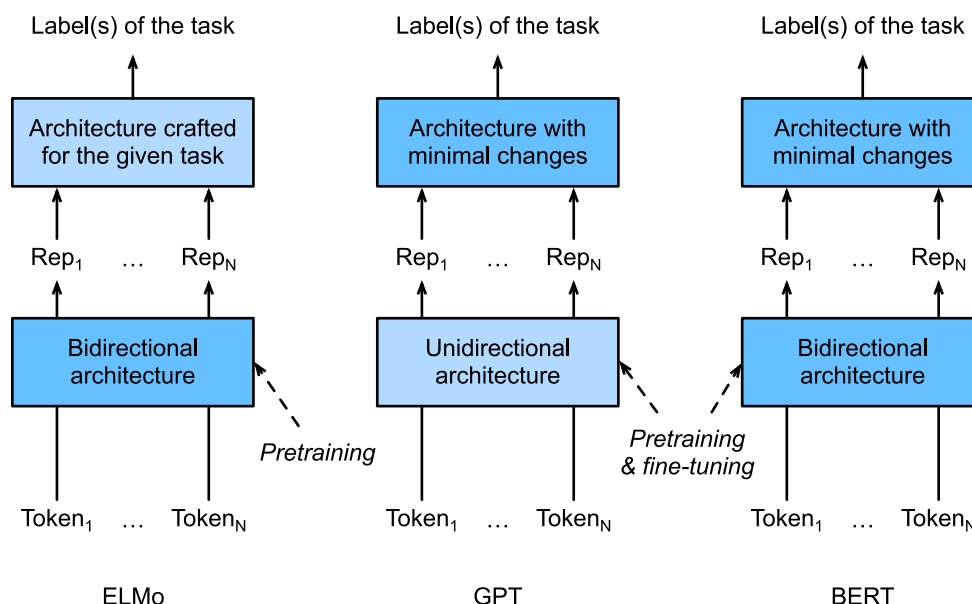 Label(s) of the task
Architecture crafted
for the given task
Rep₁ … Repₙ
Bidirectional
architecture
Pretraining
Token₁ … Tokenₙ
ELMo
Label(s) of the task
Architecture with
minimal changes
Rep₁ … Repₙ
Unidirectional
architecture
Pretraining
& fine-tuning
Token₁ … Tokenₙ
GPT
Label(s) of the task
Architecture with
minimal changes
Rep₁ … Repₙ
Bidirectional
architecture
Token₁ … Tokenₙ
BERT